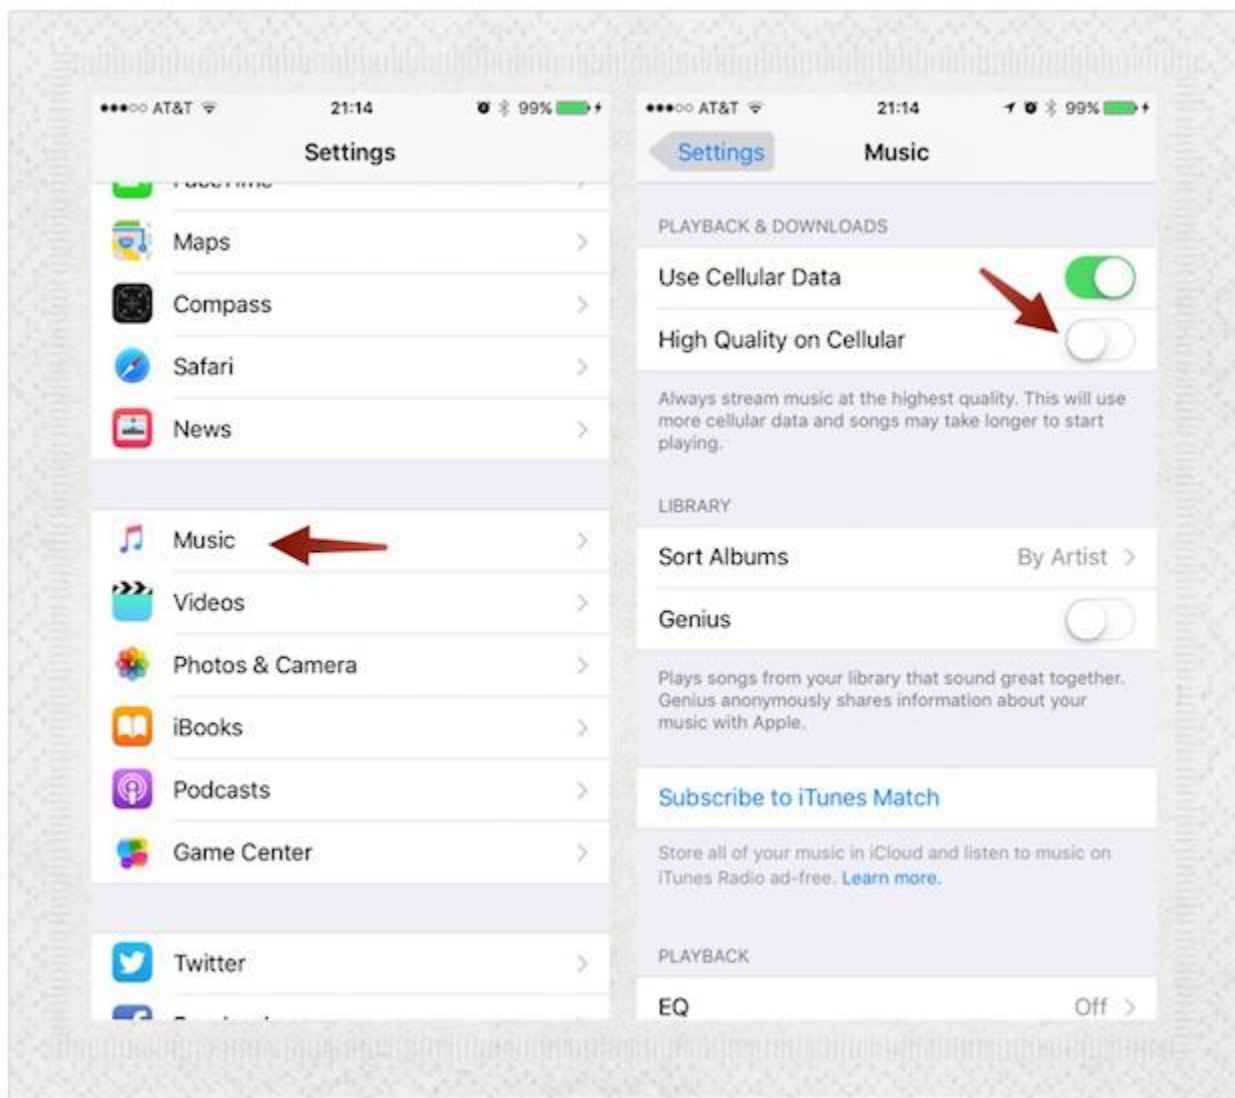 AT&T 21:14 99%
Settings
FaceTime
Maps
Compass
Safari
News
Music
Videos
Photos & Camera
iBooks
Podcasts
Game Center
Twitter
AT&T 21:14 99%
Settings Music
PLAYBACK & DOWNLOADS
Use Cellular Data
High Quality on Cellular
Always stream music at the highest quality. This will use
more cellular data and songs may take longer to start
playing.
LIBRARY
Sort Albums By Artist
Genius
Plays songs from your library that sound great together.
Genius anonymously shares information about your
music with Apple.
Subscribe to iTunes Match
Store all of your music in iCloud and listen to music on
iTunes Radio ad-free. Learn more.
PLAYBACK
EQ Off